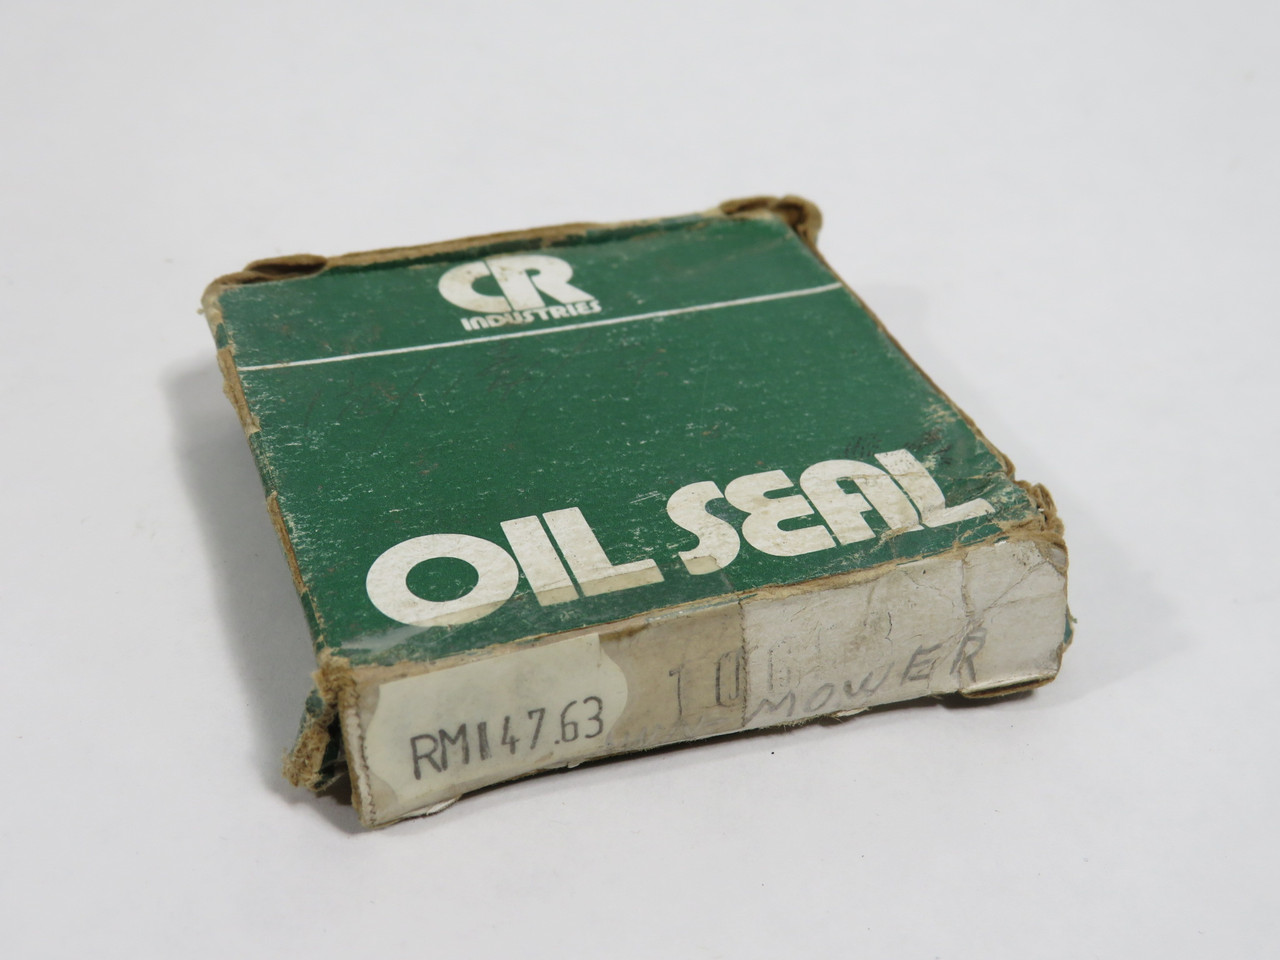 CR
INDUSTRIES
OIL SEAL
RM147.63
MOWER